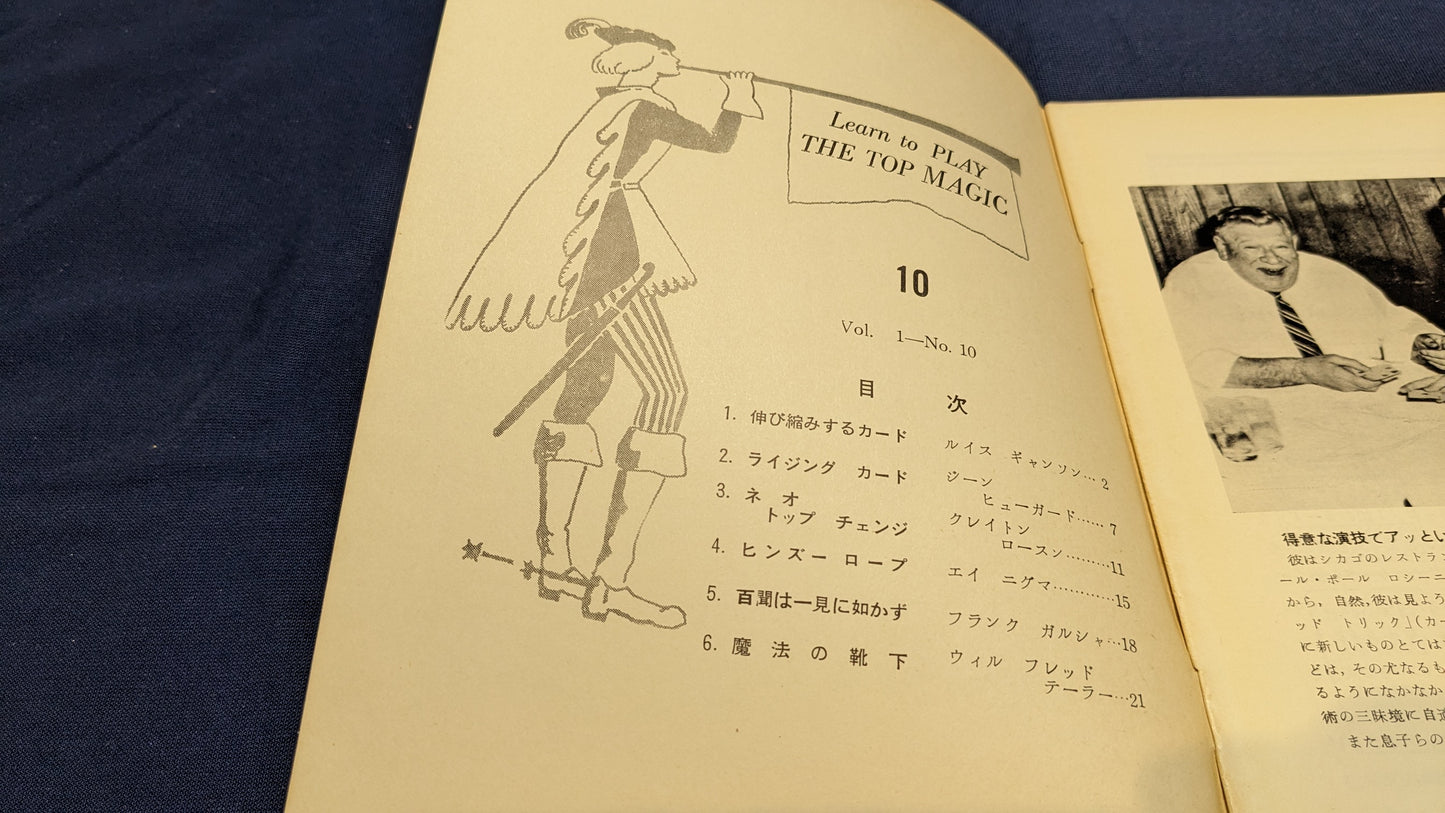 Learn to PLAY
THE TOP MAGIC
10
Vol. 1—No. 10
目 次
1. 伸び縮みするカード ルイス ギャンソン…2
2. ライジング カード ジーン
ヒューガード……7
3. ネオ クレイトン
トップ チェンジ ロースン………11
4. ヒンズー ロープ エイ ニグマ…………15
5. 百聞は一見に如かず フランク ガルシャ…18
6. 魔法の靴下 ウィル フレッド
テーラー…21
得意な演技でアッとい
彼はシカゴのレストラ
ール・ポール ロシーニ
から，自然，彼は見よう
ッド トリック」（カー
に新しいものとては
どは，その尤なるも
るようになかなか
術の三昧境に自
また息子らの